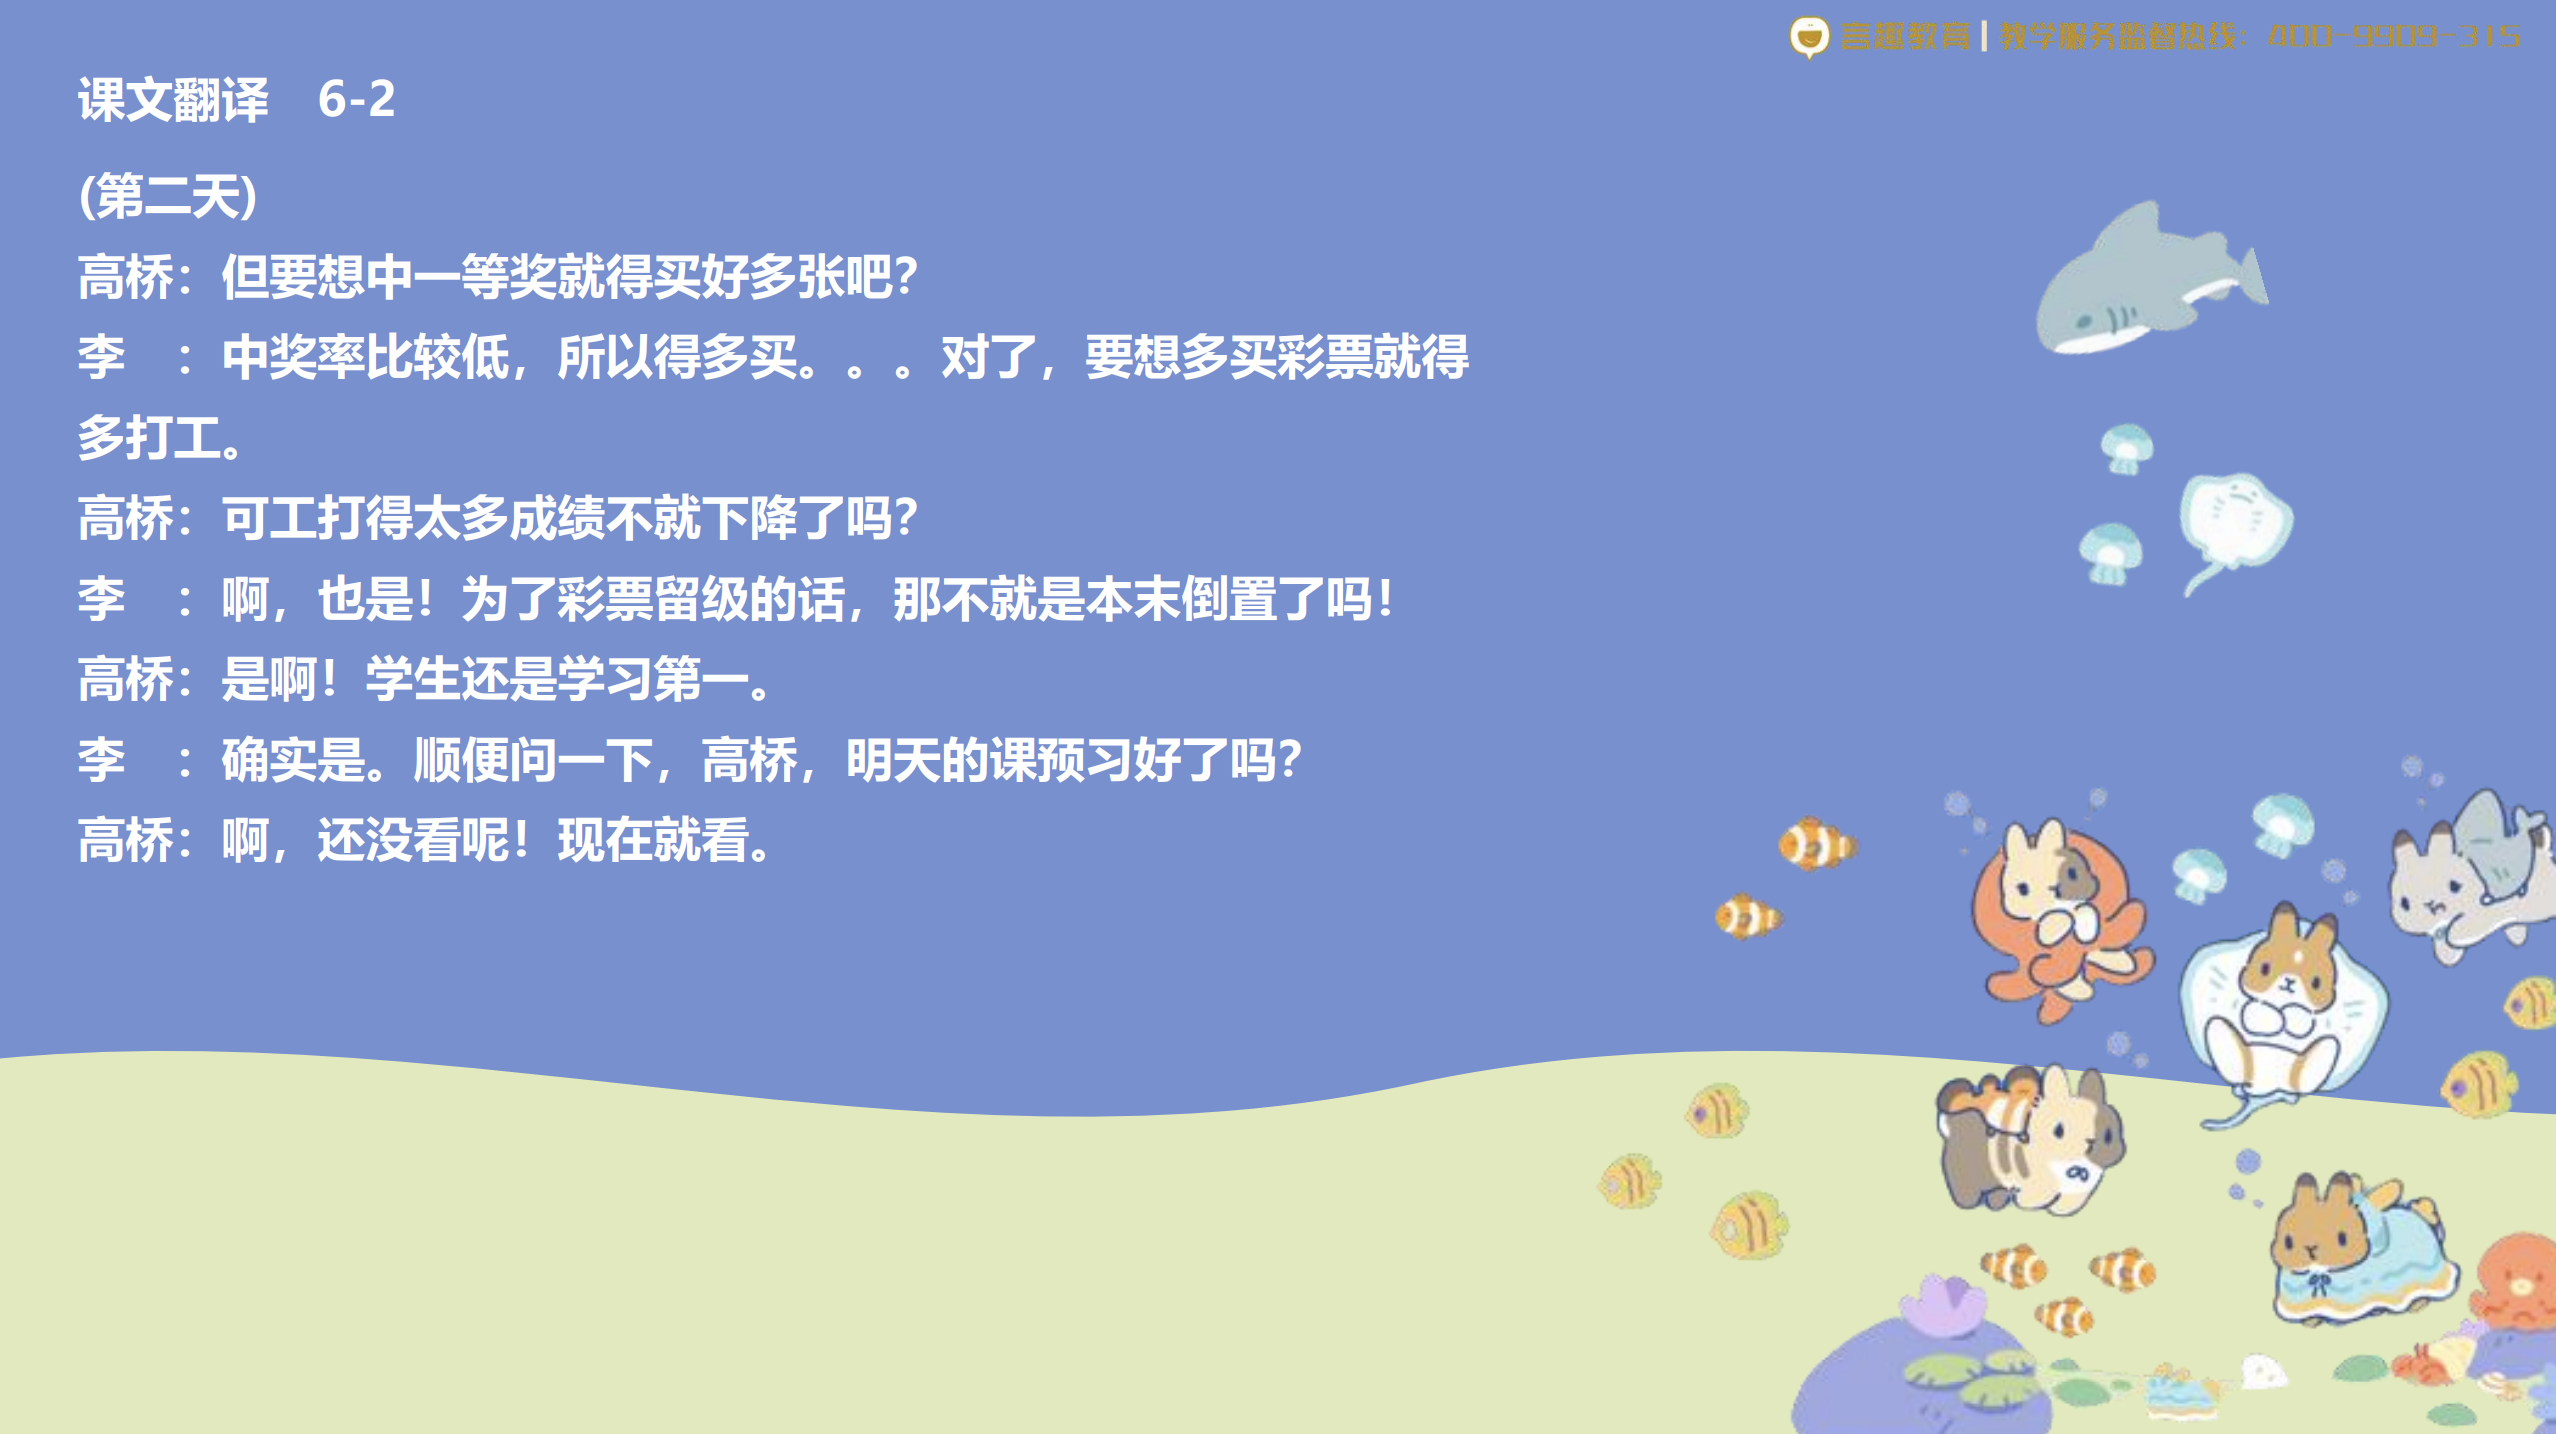 言趣教育 | 教学服务监督热线：400-9909-315
课文翻译　6-2
(第二天)
高桥：但要想中一等奖就得买好多张吧？
李　：中奖率比较低，所以得多买。。。对了，要想多买彩票就得
多打工。
高桥：可工打得太多成绩不就下降了吗？
李　：啊，也是！为了彩票留级的话，那不就是本末倒置了吗！
高桥：是啊！学生还是学习第一。
李　：确实是。顺便问一下，高桥，明天的课预习好了吗？
高桥：啊，还没看呢！现在就看。